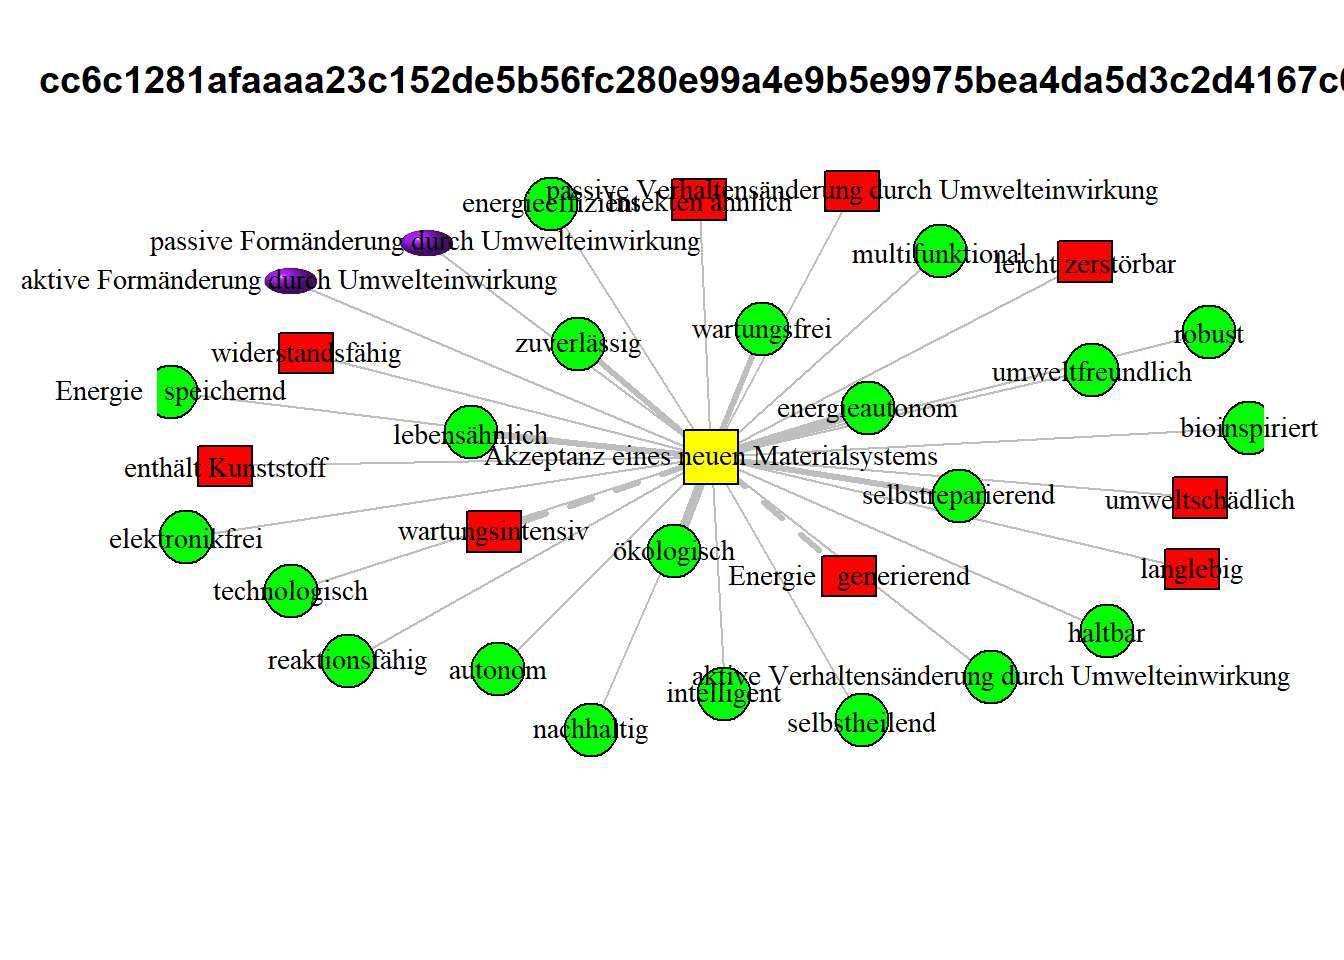 cc6c1281afaaaa23c152de5b56fc280e99a4e9b5e9975bea4da5d3c2d4167c
passive Verhaltensänderung durch Umwelteinwirkung
energieeffizient
Insekten ähnlich
passive Formänderung durch Umwelteinwirkung
multifunktional
leicht zerstörbar
aktive Formänderung durch Umwelteinwirkung
wartungsfrei
robust
zuverlässig
widerstandsfähig
umweltfreundlich
Energie speichernd
energieautonom
bioinspiriert
lebensähnlich
Akzeptanz eines neuen Materialsystems
enthält Kunststoff
selbstreparierend
umweltschädlich
wartungsintensiv
elektronikfrei
ökologisch
langlebig
Energie generierend
technologisch
haltbar
reaktionsfähig
autonom
aktive Verhaltensänderung durch Umwelteinwirkung
intelligent
selbstheilend
nachhaltig